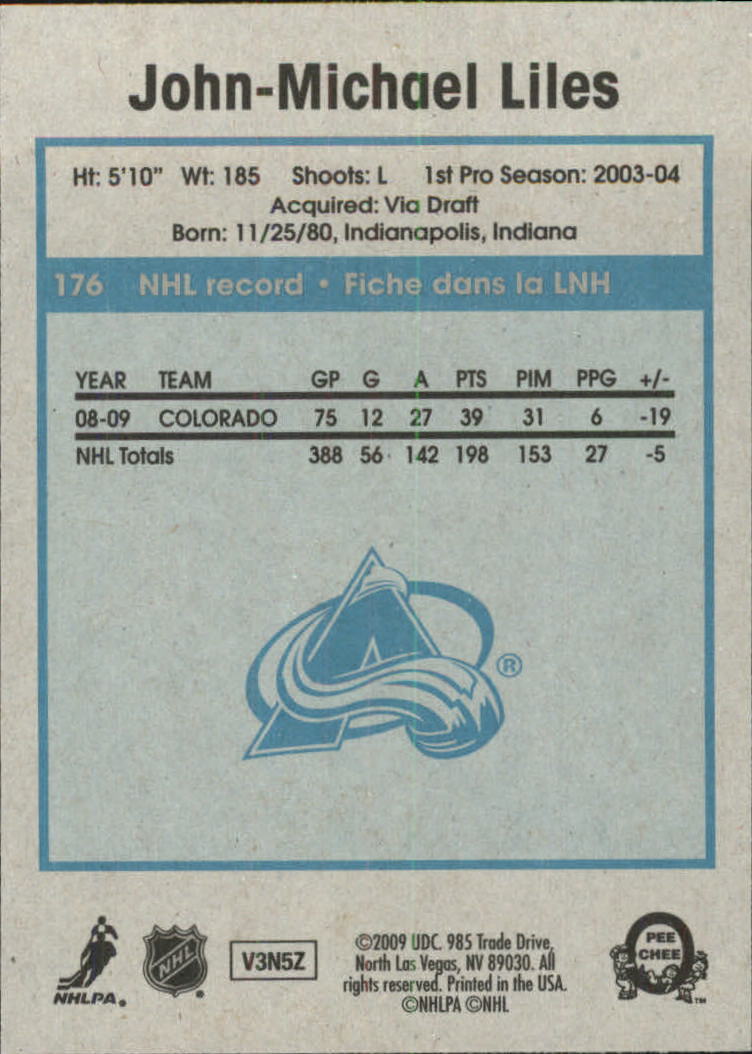 John-Michael Liles
Ht: 5'10" Wt: 185 Shoots: L 1st Pro Season: 2003-04
Acquired: Via Draft
Born: 11/25/80, Indianapolis, Indiana
176 NHL record • Fiche dans la LNH
YEAR TEAM GP G A PTS PIM PPG +/-
08-09 COLORADO 75 12 27 39 31 6 -19
NHL Totals 388 56 142 198 153 27 -5
®
NHLPA®
NHL®
V3N5Z
©2009 UDC. 985 Trade Drive,
North Las Vegas, NV 89030. All
rights reserved. Printed in the USA.
©NHLPA ©NHL
PEE
CHEE
™